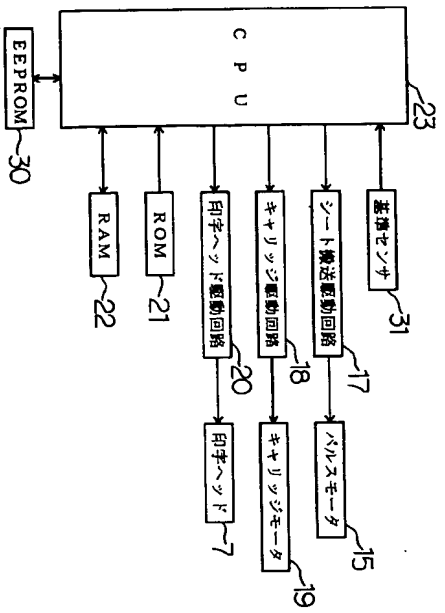 パルスモータ
15
キャリッジモータ
19
印字ヘッド
7
基準センサ
31
シート搬送駆動回路
17
キャリッジ駆動回路
18
印字ヘッド駆動回路
20
ROM
21
RAM
22
CPU
23
EEPROM
30